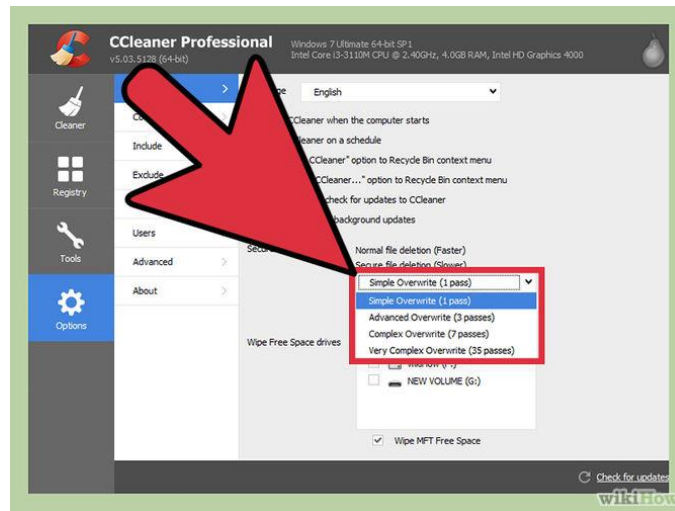 CCleaner Professional
v5.03.5128 (64-bit)
Windows 7 Ultimate 64-bit SP1
Intel Core i3-3110M CPU @ 2.40GHz, 4.0GB RAM, Intel HD Graphics 4000
Cleaner
Registry
Tools
Options
Include
Exclude
Users
Advanced
About
English
CCleaner when the computer starts
on a schedule
CCleaner" option to Recycle Bin context menu
CCleaner..." option to Recycle Bin context menu
check for updates to CCleaner
background updates
Normal file deletion (Faster)
Secure file deletion (Slower)
Simple Overwrite (1 pass)
Simple Overwrite (1 pass)
Advanced Overwrite (3 passes)
Complex Overwrite (7 passes)
Very Complex Overwrite (35 passes)
Wipe Free Space drives
NEW VOLUME (G:)
Wipe MFT Free Space
Check for updates
wikiHow